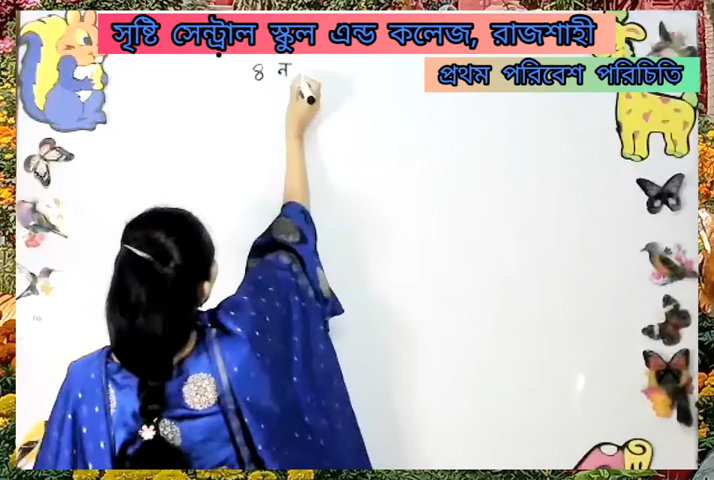 সৃষ্টি সেন্ট্রাল স্কুল এন্ড কলেজ, রাজশাহী
প্রথম পরিবেশ পরিচিতি
৪ ন